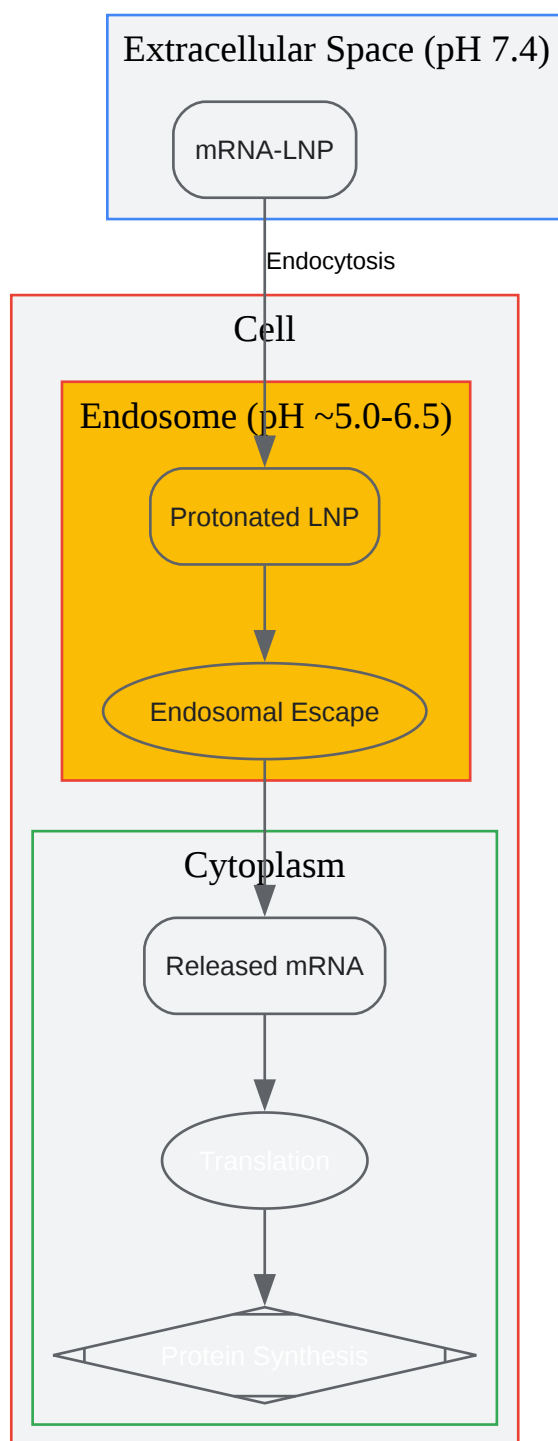 Extracellular Space (pH 7.4)
mRNA-LNP
Endocytosis
Cell
Endosome (pH ~5.0-6.5)
Protonated LNP
Endosomal Escape
Cytoplasm
Released mRNA
Translation
Protein Synthesis